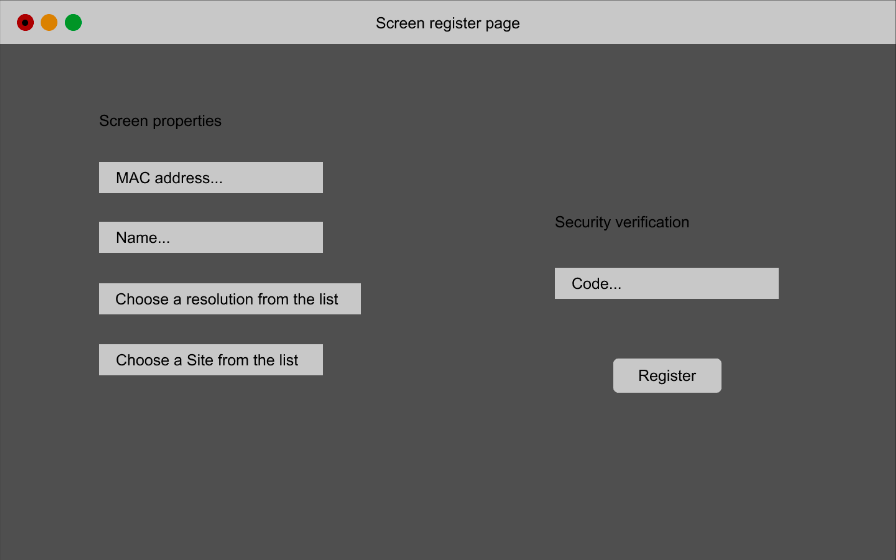 Screen register page
Screen properties
MAC address...
Name...
Choose a resolution from the list
Choose a Site from the list
Security verification
Code...
Register